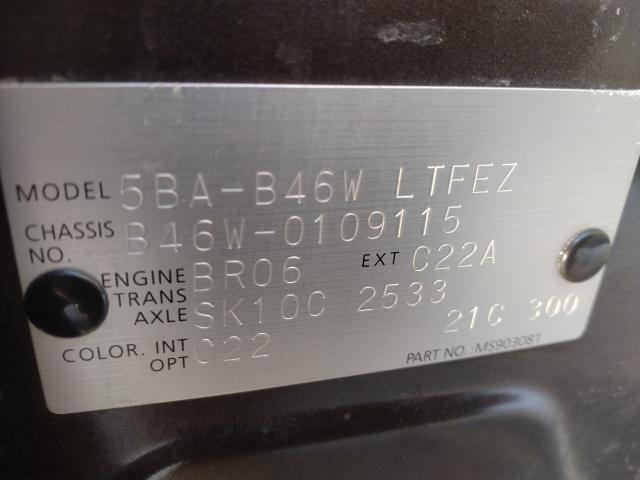 MODEL 5BA-B46W LTFEZ
CHASSIS NO. B46W-0109115
ENGINE BR06 EXT C22A
TRANS AXLE SK10C 2533
21C 300
COLOR. INT OPT C22
PART NO.: MS903081